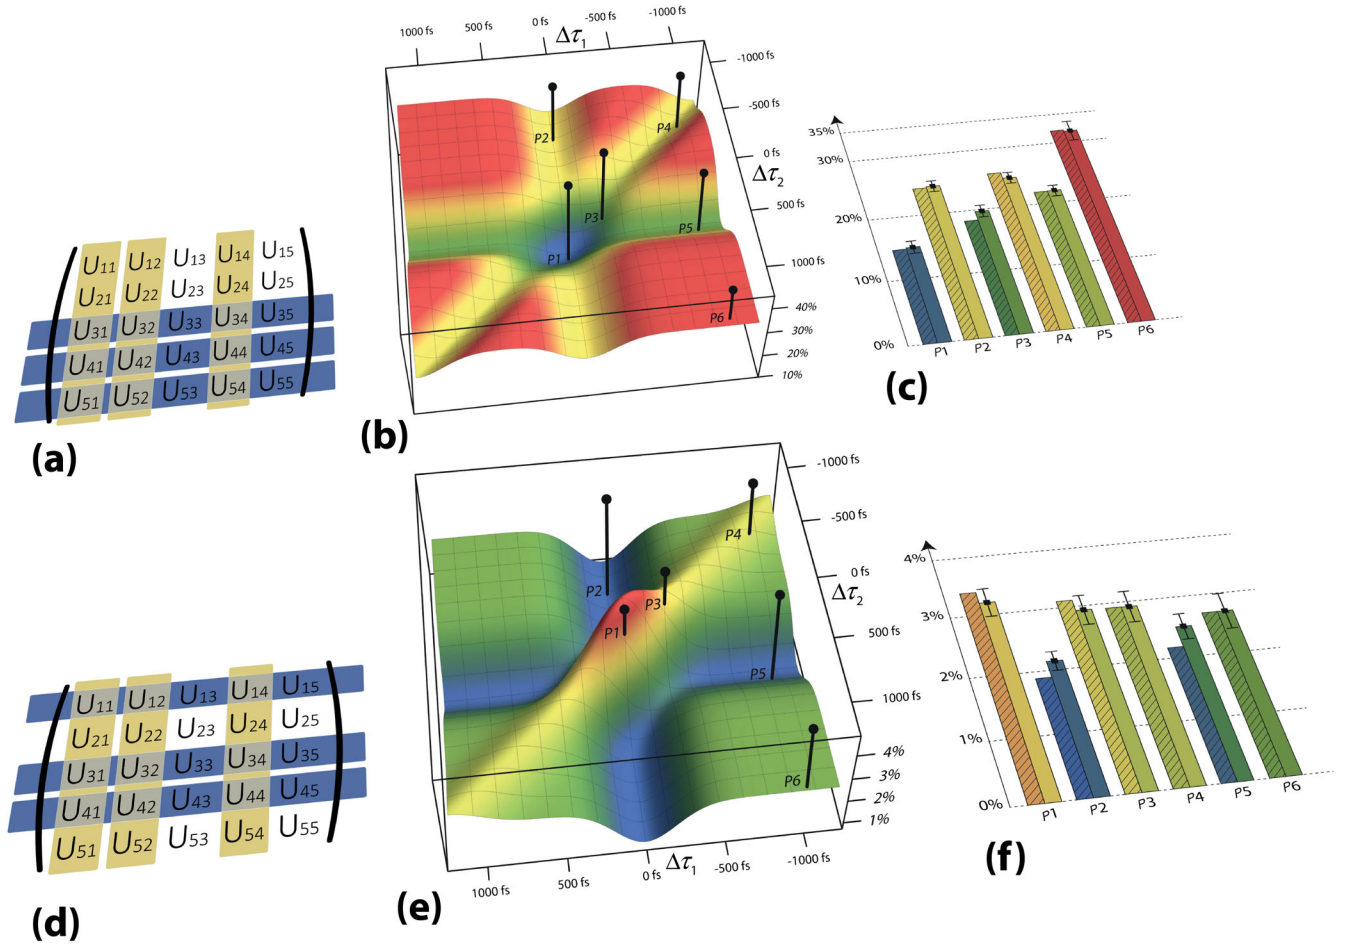 U11 U12 U13 U14 U15
U21 U22 U23 U24 U25
U31 U32 U33 U34 U35
U41 U42 U43 U44 U45
U51 U52 U53 U54 U55
(a)
1000 fs 500 fs 0 fs -500 fs -1000 fs
Δτ1
-1000 fs
-500 fs
0 fs
Δτ2
500 fs
1000 fs
40%
30%
20%
10%
P2
P4
P3
P5
P1
P6
(b)
35%
30%
20%
10%
0%
P1 P2 P3 P4 P5 P6
(c)
U11 U12 U13 U14 U15
U21 U22 U23 U24 U25
U31 U32 U33 U34 U35
U41 U42 U43 U44 U45
U51 U52 U53 U54 U55
(d)
-1000 fs
-500 fs
0 fs
Δτ2
500 fs
1000 fs
4%
3%
2%
1%
P4
P2
P3
P1
P5
P6
1000 fs 500 fs 0 fs Δτ1 -500 fs -1000 fs
(e)
4%
3%
2%
1%
0%
P1 P2 P3 P4 P5 P6
(f)